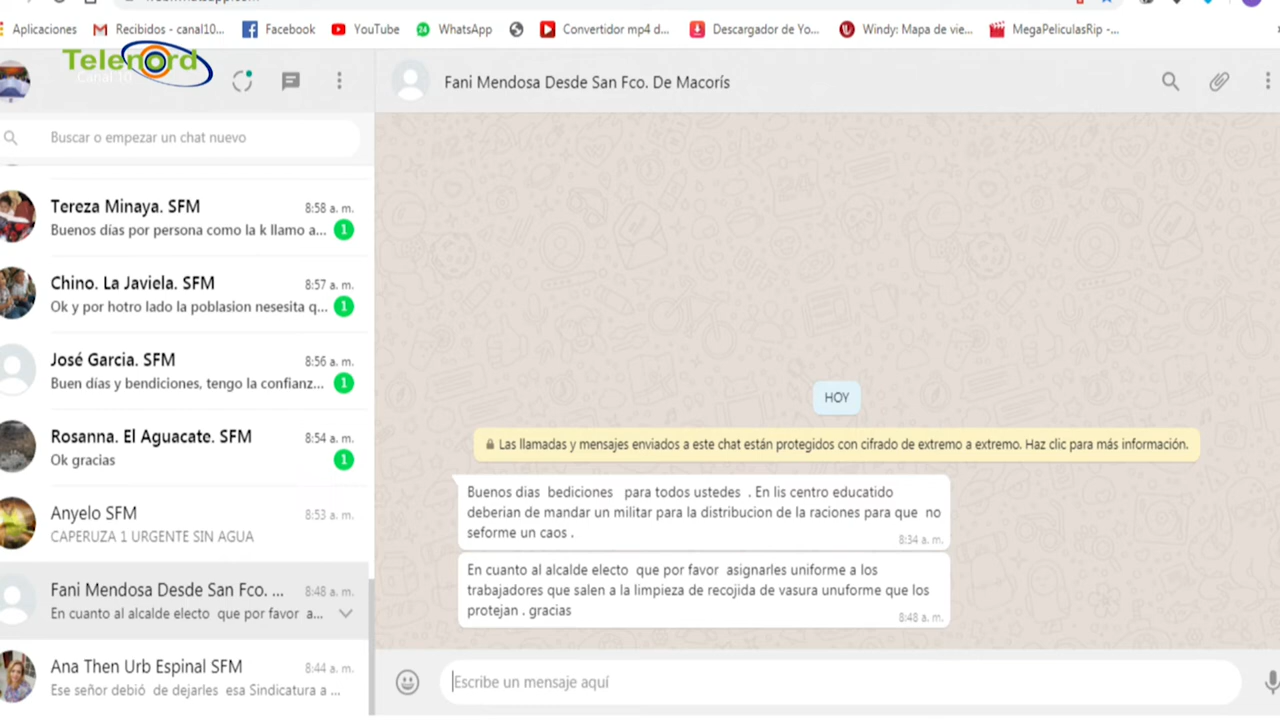 Aplicaciones
Recibidos - canal10...
Facebook
YouTube
24
WhatsApp
Convertidor mp4 d...
Descargador de Yo...
Windy: Mapa de vie...
MegaPeliculasRip -...
Telenord
Canal 10
Fani Mendosa Desde San Fco. De Macorís
Buscar o empezar un chat nuevo
Tereza Minaya. SFM
8:58 a. m.
Buenos días por persona como la k llamo a...
1
Chino. La Javiela. SFM
8:57 a. m.
Ok y por hotro lado la poblasion nesesita q...
1
José Garcia. SFM
8:56 a. m.
Buen días y bendiciones, tengo la confianz...
1
Rosanna. El Aguacate. SFM
8:54 a. m.
Ok gracias
1
Anyelo SFM
8:53 a. m.
CAPERUZA 1 URGENTE SIN AGUA
Fani Mendosa Desde San Fco. ...
8:48 a. m.
En cuanto al alcalde electo que por favor a...
Ana Then Urb Espinal SFM
8:44 a. m.
Ese señor debió de dejarles esa Sindicatura a ...
HOY
Las llamadas y mensajes enviados a este chat están protegidos con cifrado de extremo a extremo. Haz clic para más información.
Buenos dias bediciones para todos ustedes . En lis centro educatido
deberian de mandar un militar para la distribucion de la raciones para que no
seforme un caos .
8:34 a. m.
En cuanto al alcalde electo que por favor asignarles uniforme a los
trabajadores que salen a la limpieza de recojida de vasura unuforme que los
protejan . gracias
8:48 a. m.
Escribe un mensaje aquí